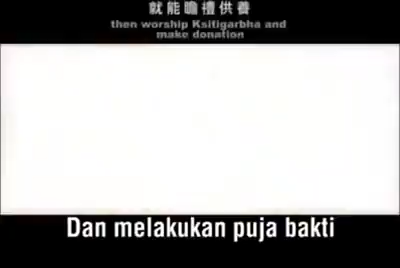 就能瞻禮供養
then worship Ksitigarbha and
make donation
Dan melakukan puja bakti